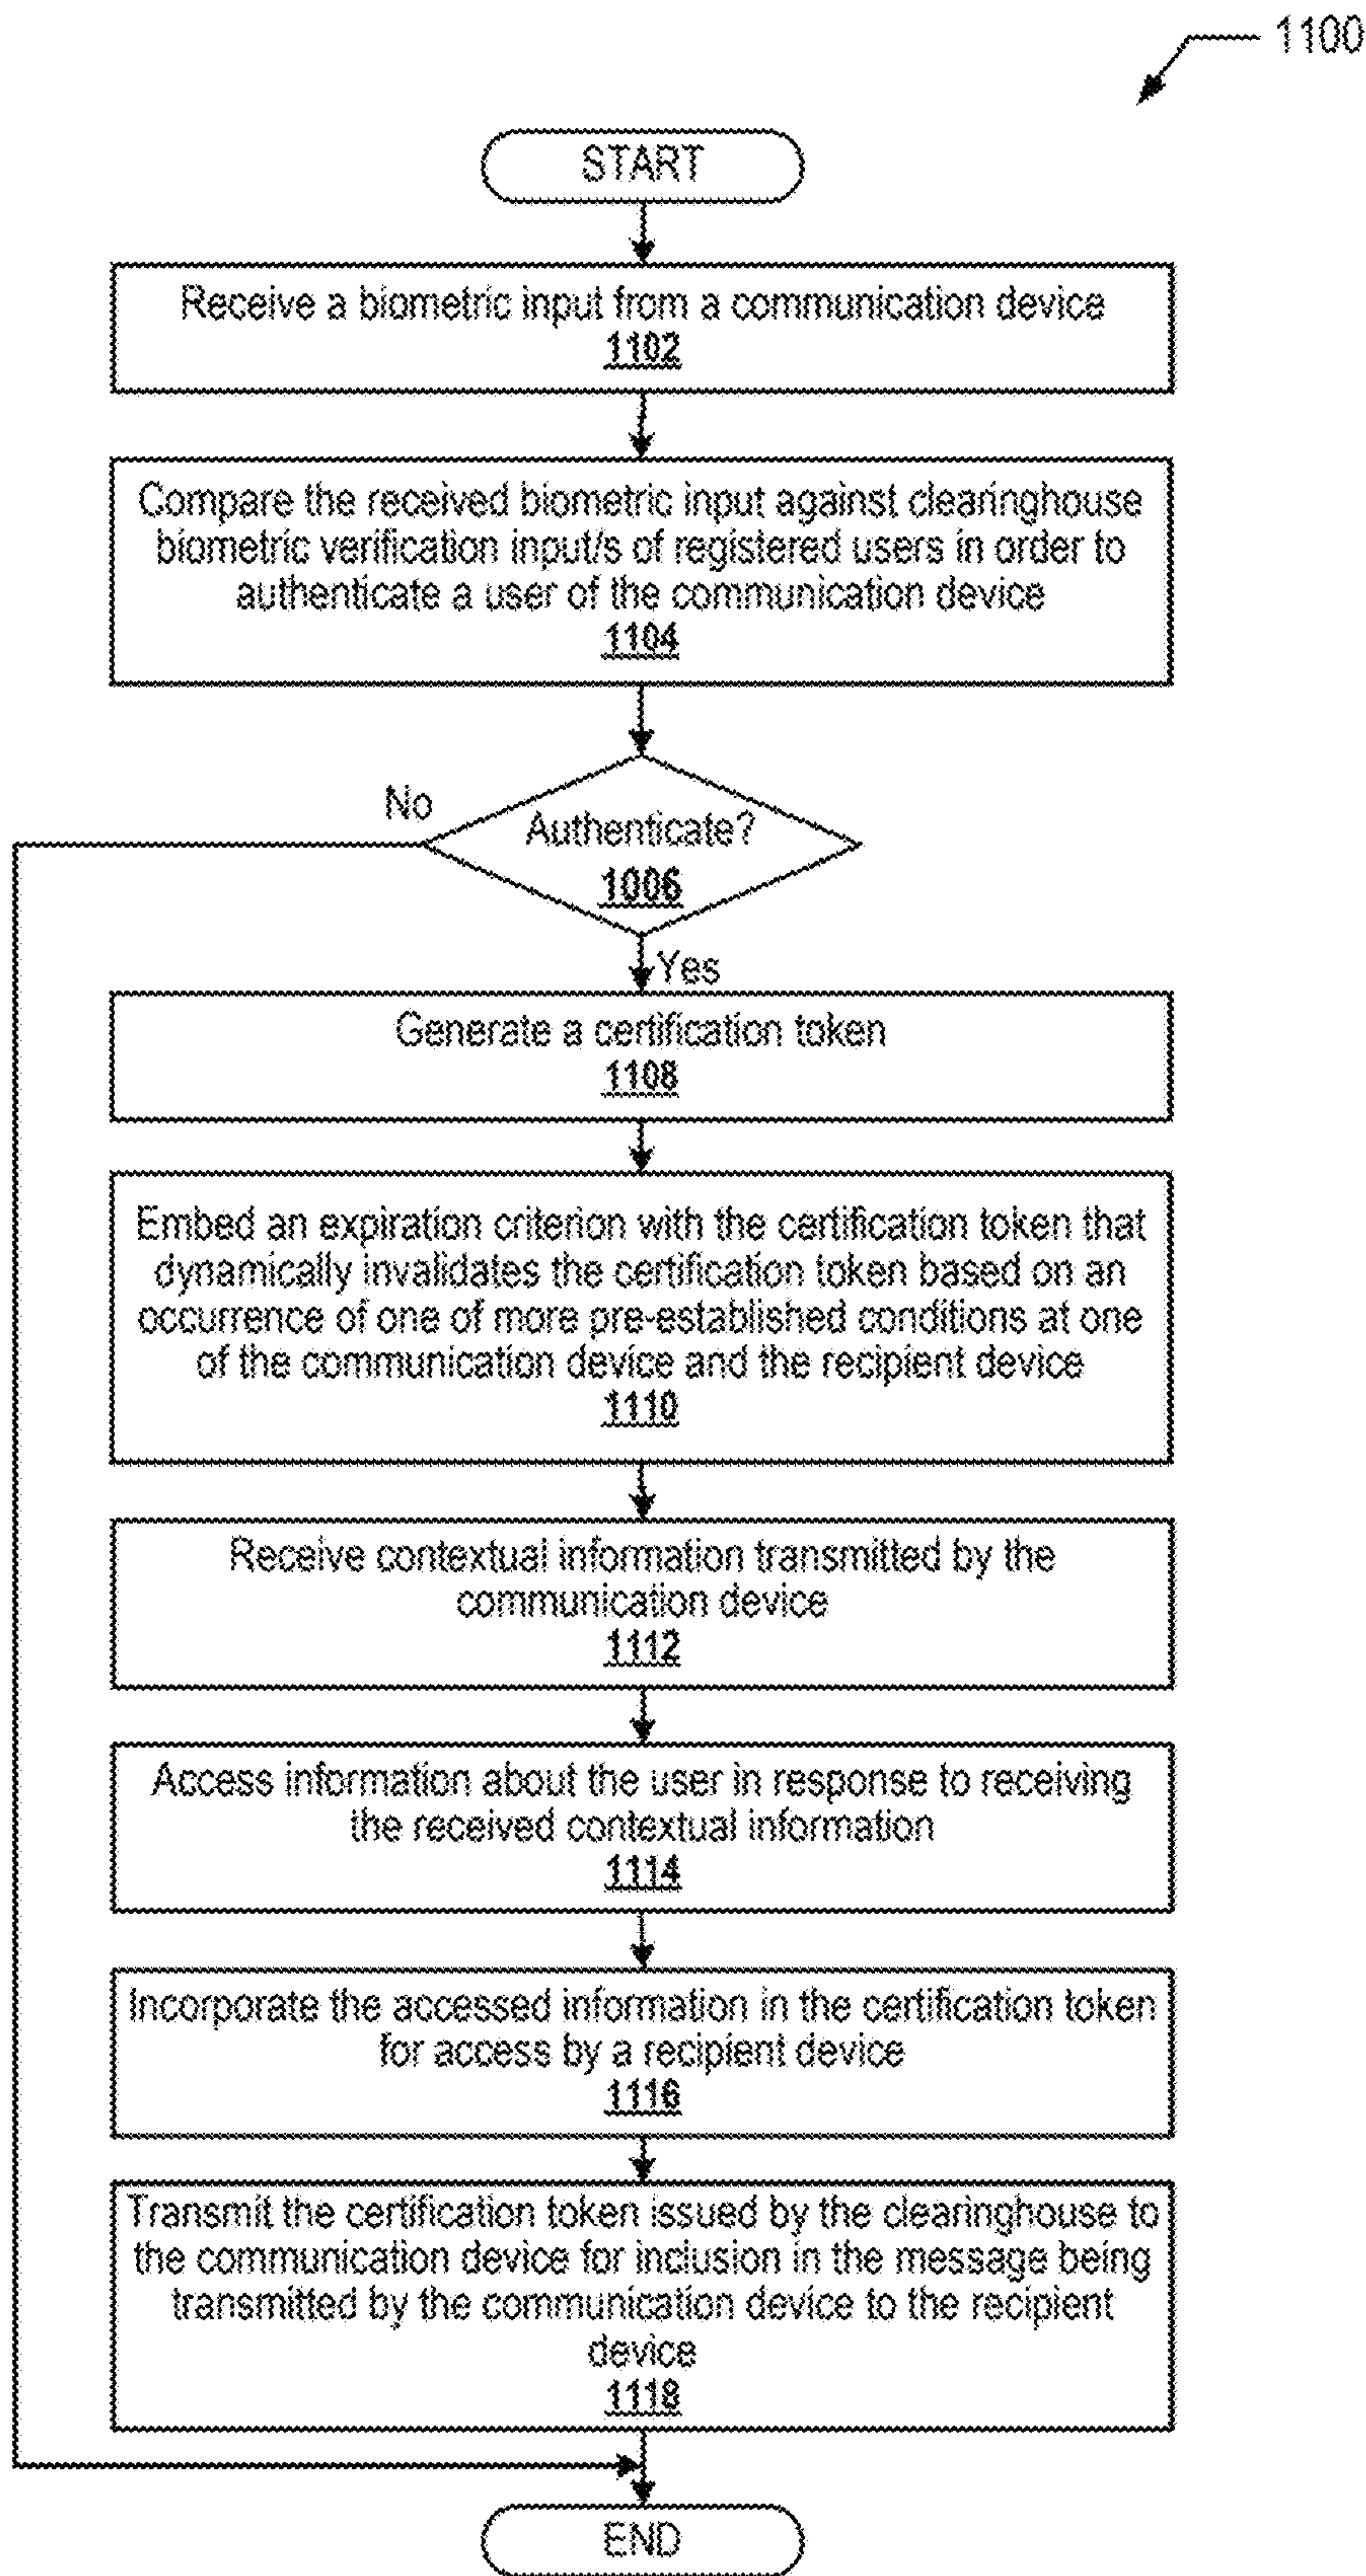 1100
START
Receive a biometric input from a communication device
1102
Compare the received biometric input against clearinghouse
biometric verification input/s of registered users in order to
authenticate a user of the communication device
1104
No
Authenticate?
1006
Yes
Generate a certification token
1108
Embed an expiration criterion with the certification token that
dynamically invalidates the certification token based on an
occurrence of one of more pre-established conditions at one
of the communication device and the recipient device
1110
Receive contextual information transmitted by the
communication device
1112
Access information about the user in response to receiving
the received contextual information
1114
Incorporate the accessed information in the certification token
for access by a recipient device
1116
Transmit the certification token issued by the clearinghouse to
the communication device for inclusion in the message being
transmitted by the communication device to the recipient
device
1118
END